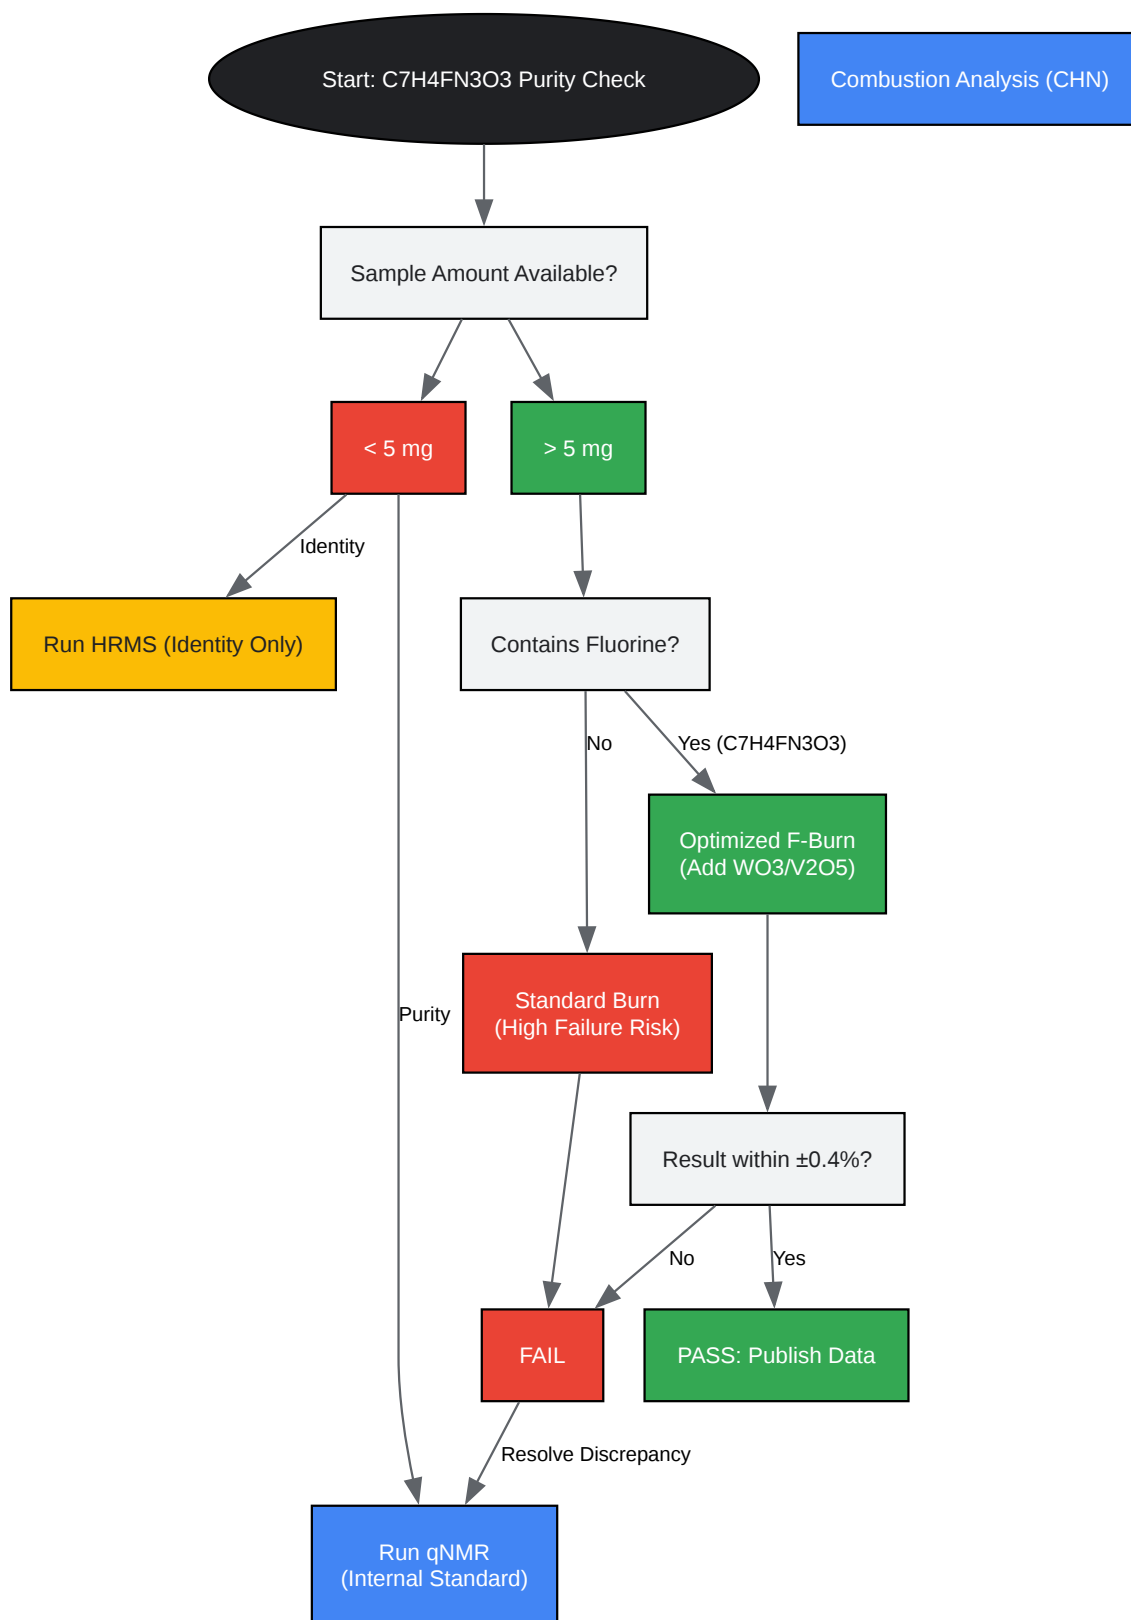 Start: C7H4FN3O3 Purity Check
Combustion Analysis (CHN)
Sample Amount Available?
< 5 mg
> 5 mg
Identity
Run HRMS (Identity Only)
Contains Fluorine?
No
Yes (C7H4FN3O3)
Optimized F-Burn
(Add WO3/V2O5)
Standard Burn
(High Failure Risk)
Purity
Result within ±0.4%?
No
Yes
FAIL
PASS: Publish Data
Resolve Discrepancy
Run qNMR
(Internal Standard)